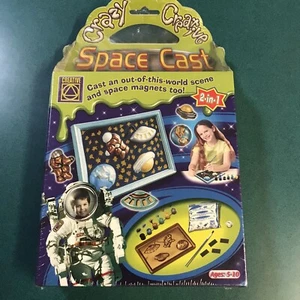 Crazy Creative
Space Cast
Cast an out-of-this-world scene
and space magnets too!
CREATIVE
2-in-1
Ages: 5-10